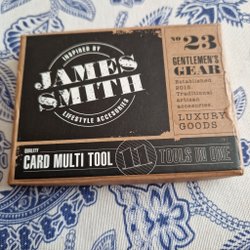 INSPIRED BY
JAMES
SMITH
LIFESTYLE ACCESSORIES
NO 23
GENTLEMEN'S
GEAR
Established
2015.
Traditional
artisan
accessories.
LUXURY
GOODS
QUALITY
CARD MULTI TOOL
11
TOOLS IN ONE